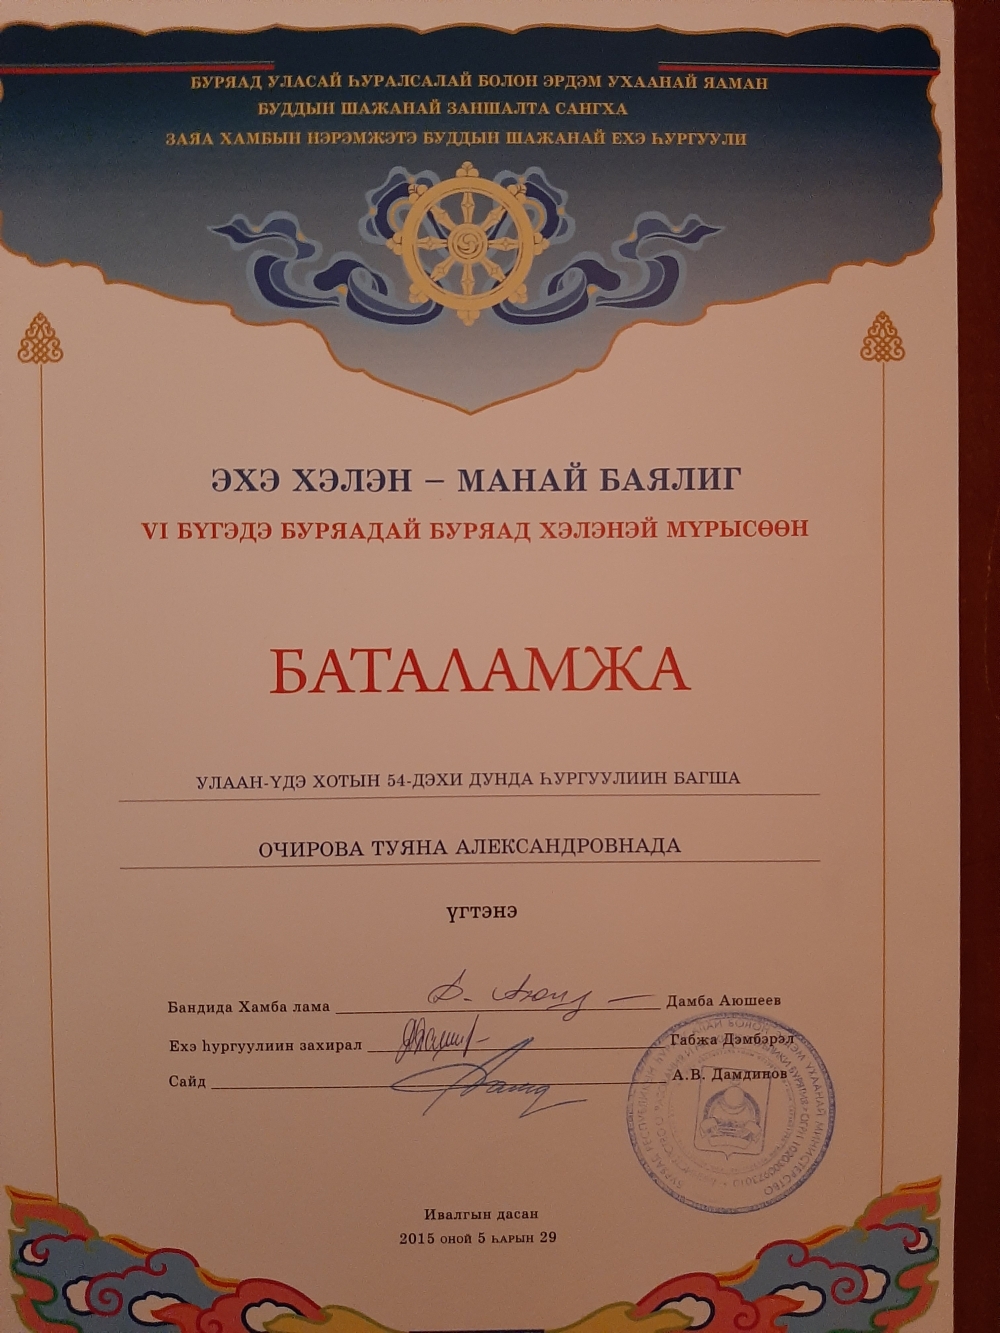 БУРЯАД УЛАСАЙ ҺУРАЛСАЛАЙ БОЛОН ЭРДЭМ УХААНАЙ ЯАМАН
БУДДЫН ШАЖАНАЙ ЗАНШАЛТА САНГХА
ЗАЯА ХАМБЫН НЭРЭМЖЭТЭ БУДДЫН ШАЖАНАЙ ЕХЭ ҺУРГУУЛИ
ЭХЭ ХЭЛЭН – МАНАЙ БАЯЛИГ
VI БҮГЭДЭ БУРЯАДАЙ БУРЯАД ХЭЛЭНЭЙ МҮРЫСӨӨН
БАТАЛАМЖА
УЛААН-ҮДЭ ХОТЫН 54-ДЭХИ ДУНДА ҺУРГУУЛИИН БАГША
ОЧИРОВА ТУЯНА АЛЕКСАНДРОВНАДА
үгтэнэ
Бандида Хамба лама Дамба Аюшеев
Ехэ һургуулиин захирал Габжа Дэмбэрэл
Сайд А.В. Дамдинов
Ивалгын дасан
2015 оной 5 һарын 29